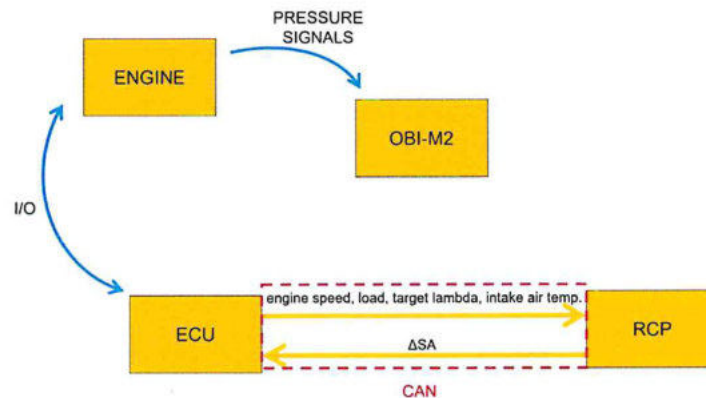 PRESSURE
SIGNALS
ENGINE
OBI-M2
I/O
engine speed, load, target lambda, intake air temp.
ECU
RCP
ΔSA
CAN